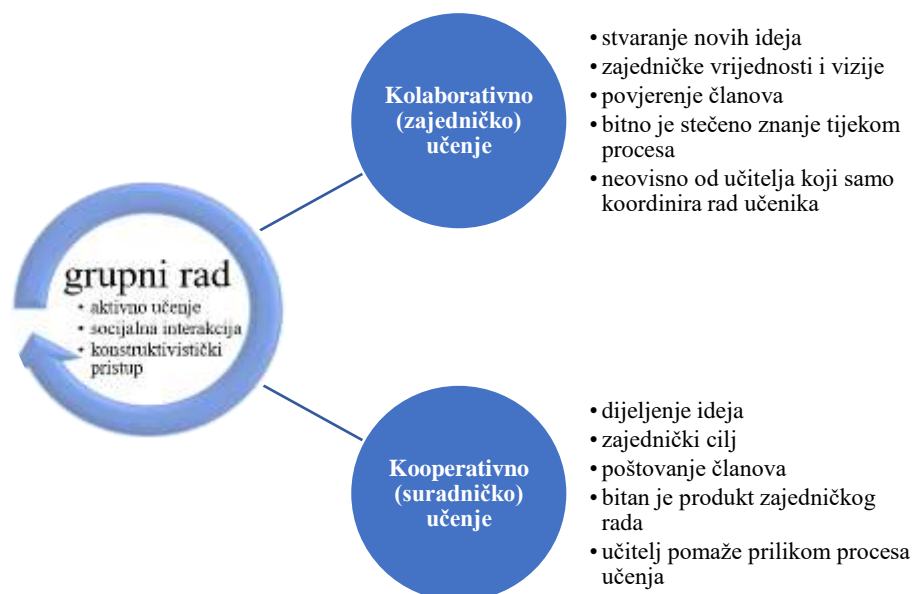 grupni rad
• aktivno učenje
• socijalna interakcija
• konstruktivistički
pristup
Kolaborativno
(zajedničko)
učenje
• stvaranje novih ideja
• zajedničke vrijednosti i vizije
• povjerenje članova
• bitno je stečeno znanje tijekom
procesa
• neovisno od učitelja koji samo
koordinira rad učenika
Kooperativno
(suradničko)
učenje
• dijeljenje ideja
• zajednički cilj
• poštovanje članova
• bitan je produkt zajedničkog
rada
• učitelj pomaže prilikom procesa
učenja